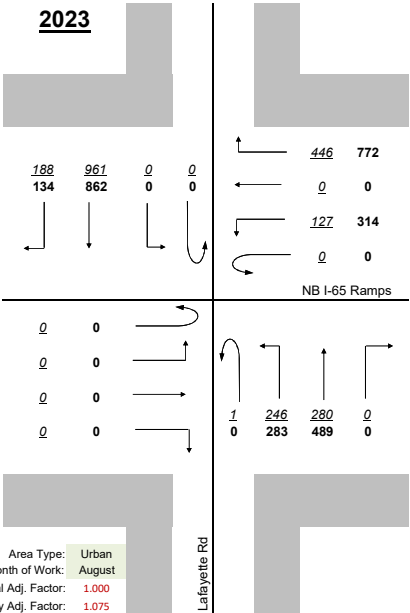 2023
446 772
188 961 0 0
134 862 0 0
0 0
127 314
0 0
NB I-65 Ramps
0 0
0 0
0 0
0 0
1 246 280 0
0 283 489 0
Lafayette Rd
Area Type: Urban
onth of Work: August
al Adj. Factor: 1.000
y Adj. Factor: 1.075